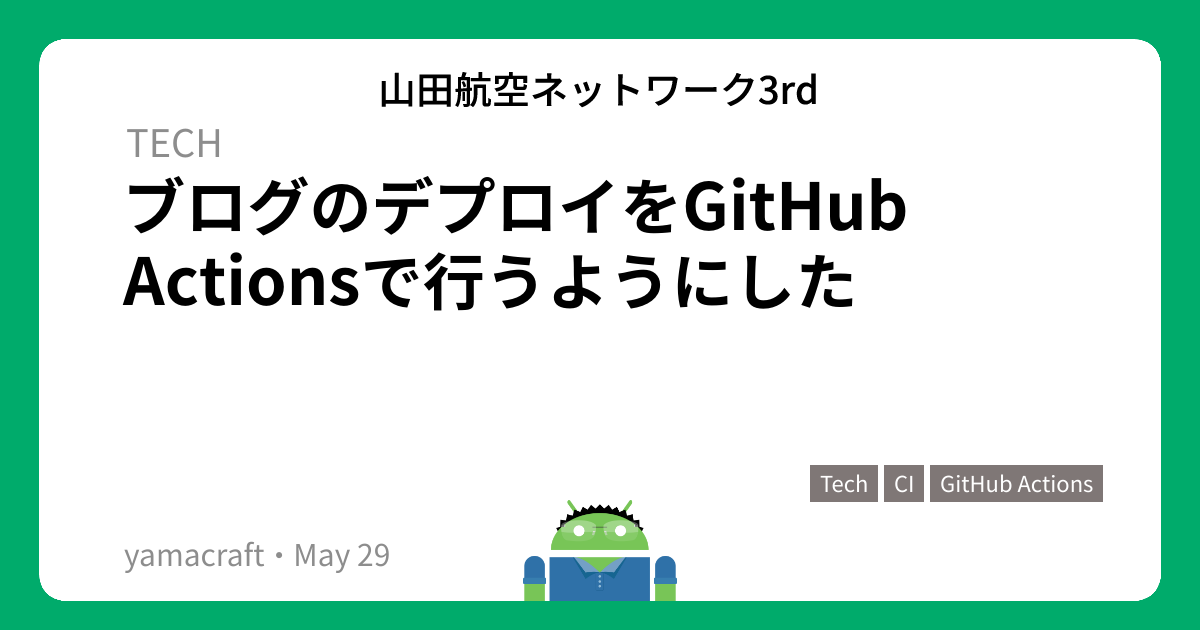 山田航空ネットワーク3rd
TECH
ブログのデプロイをGitHub
Actionsで行うようにした
Tech CI GitHub Actions
yamacraft・May 29